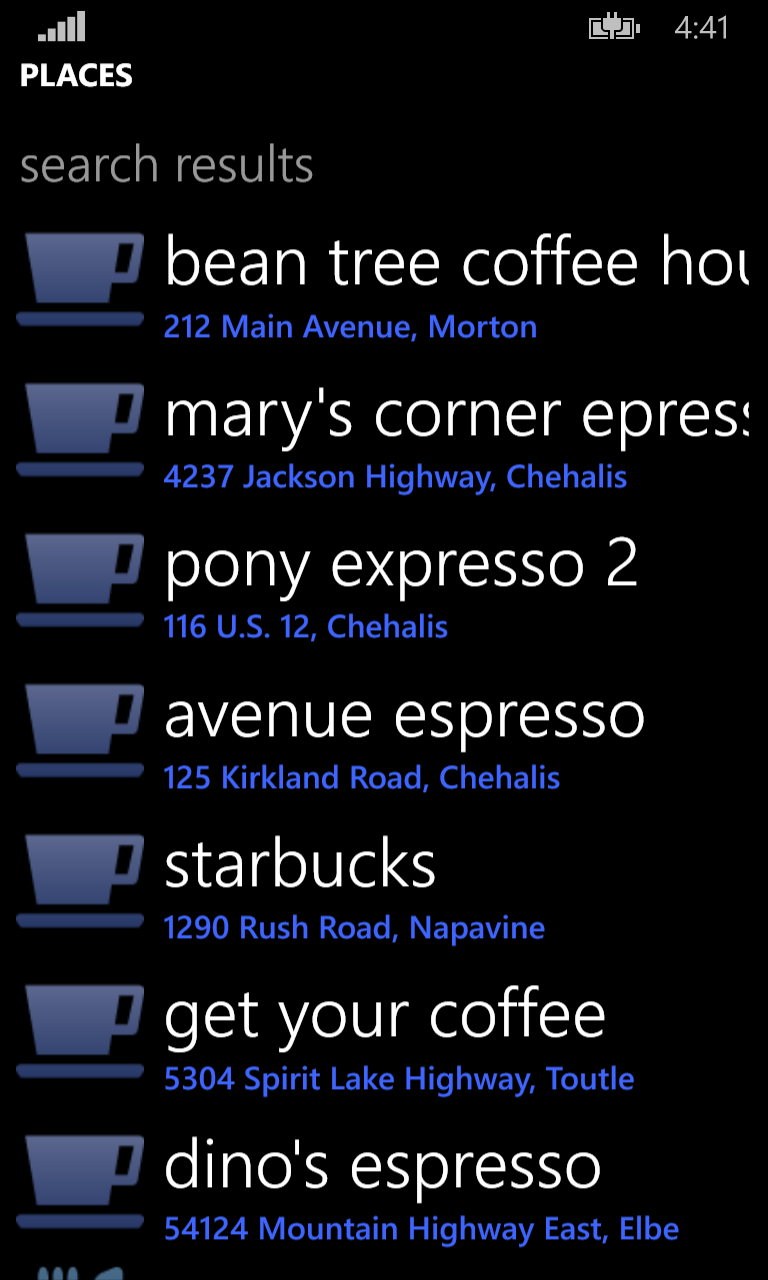 4:41
PLACES
search results
bean tree coffee hou
212 Main Avenue, Morton
mary's corner epress
4237 Jackson Highway, Chehalis
pony expresso 2
116 U.S. 12, Chehalis
avenue espresso
125 Kirkland Road, Chehalis
starbucks
1290 Rush Road, Napavine
get your coffee
5304 Spirit Lake Highway, Toutle
dino's espresso
54124 Mountain Highway East, Elbe